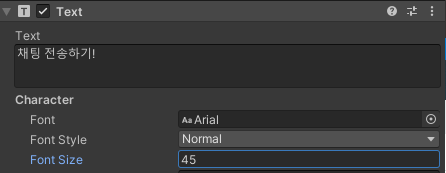 Text
Text
채팅 전송하기!
Character
Font Aa Arial
Font Style Normal
Font Size 45